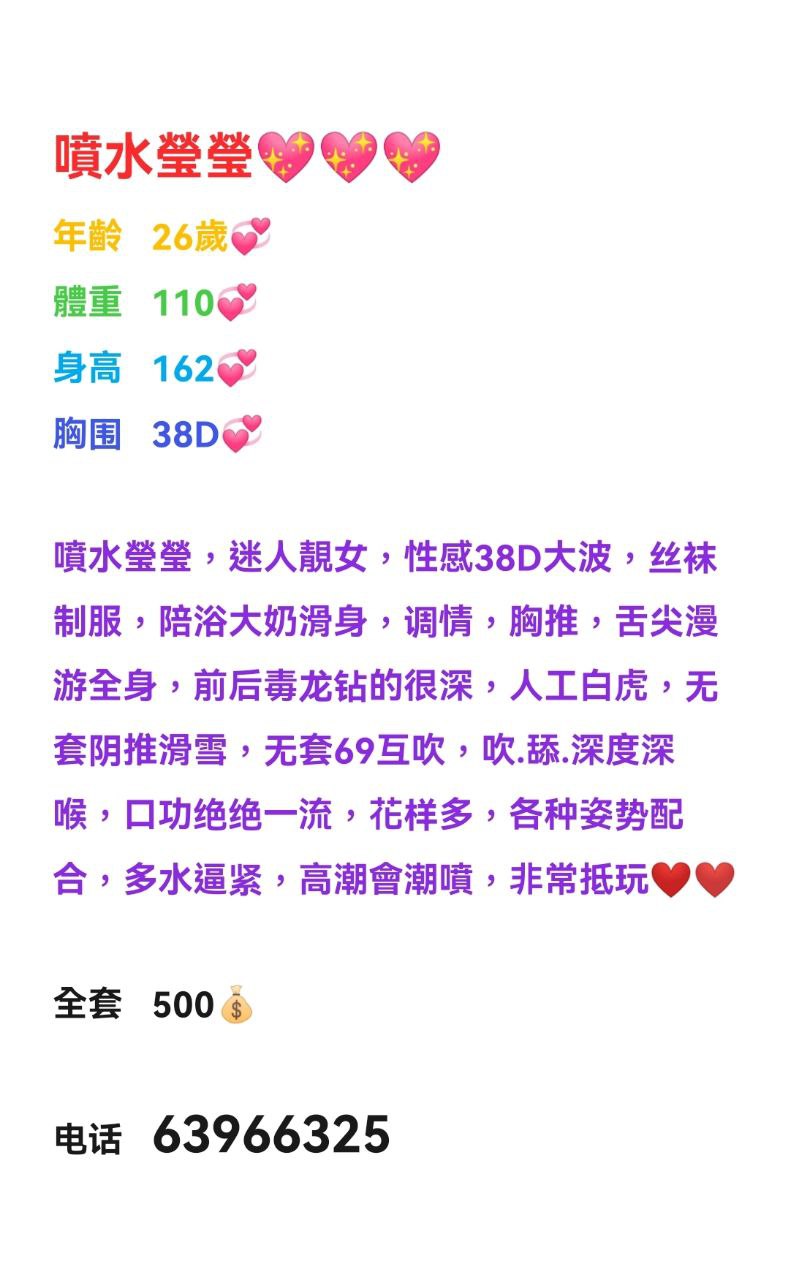 噴水瑩瑩💖💖💖
年齡 26歲💞
體重 110💞
身高 162💞
胸围 38D💞
噴水瑩瑩，迷人靚女，性感38D大波，丝袜
制服，陪浴大奶滑身，调情，胸推，舌尖漫
游全身，前后毒龙钻的很深，人工白虎，无
套阴推滑雪，无套69互吹，吹.舔.深度深
喉，口功绝绝一流，花样多，各种姿势配
合，多水逼紧，高潮會潮噴，非常抵玩❤️❤️
全套 500💰
电话 63966325